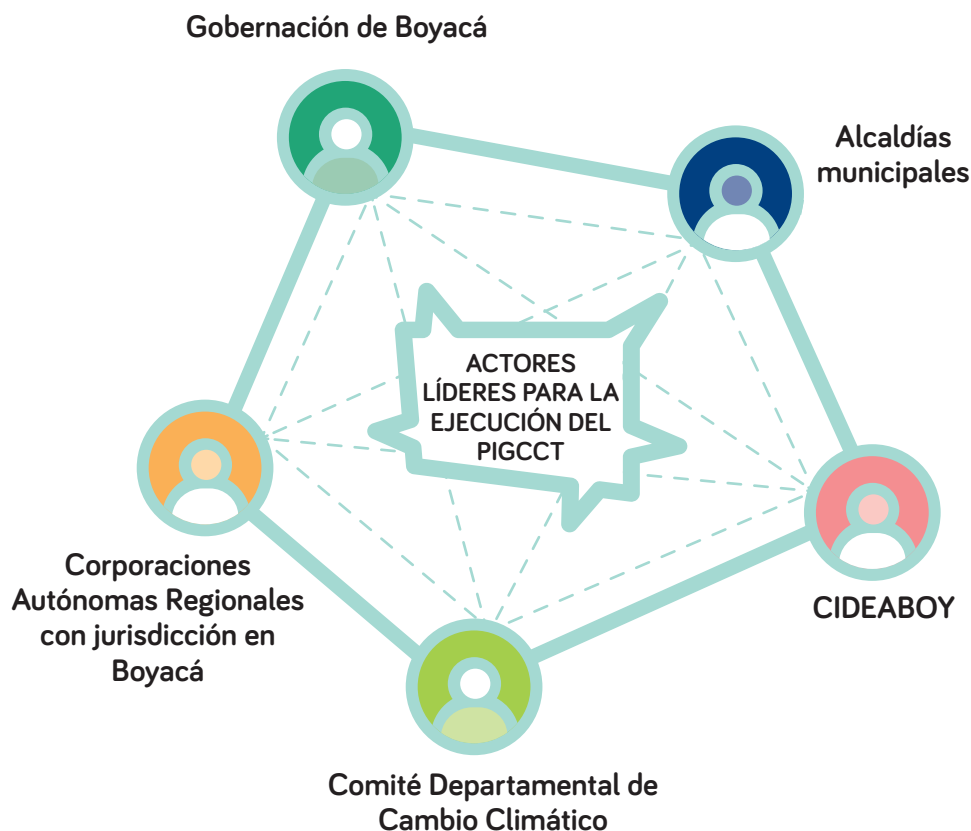 Gobernación de Boyacá
Alcaldías
municipales
ACTORES
LÍDERES PARA LA
EJECUCIÓN DEL
PIGCCT
Corporaciones
Autónomas Regionales
con jurisdicción en
Boyacá
CIDEABOY
Comité Departamental de
Cambio Climático